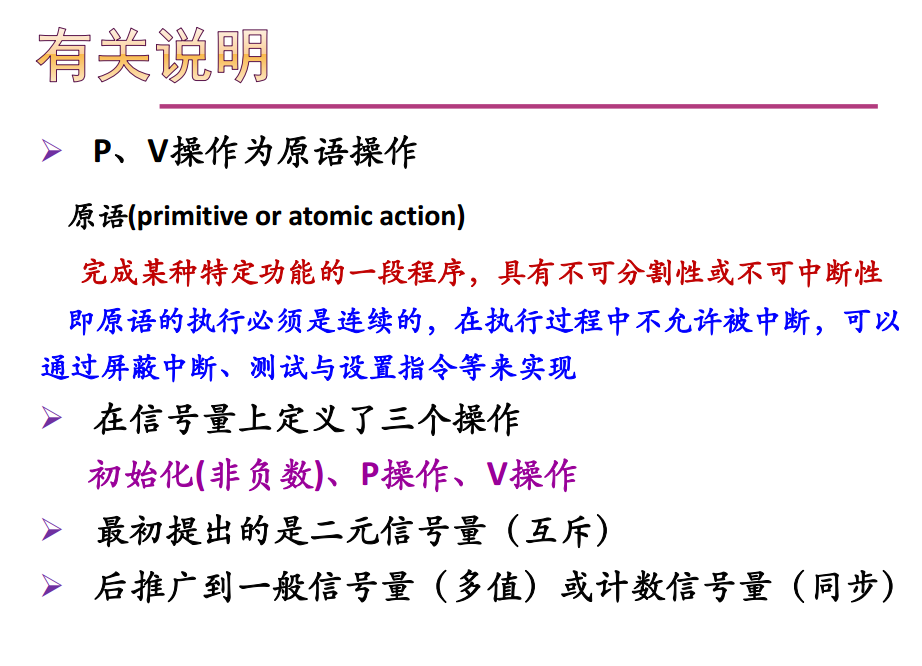 有关说明
P、V操作为原语操作
原语(primitive or atomic action)
完成某种特定功能的一段程序，具有不可分割性或不可中断性
即原语的执行必须是连续的，在执行过程中不允许被中断，可以
通过屏蔽中断、测试与设置指令等来实现
在信号量上定义了三个操作
初始化(非负数)、P操作、V操作
最初提出的是二元信号量（互斥）
后推广到一般信号量（多值）或计数信号量（同步）